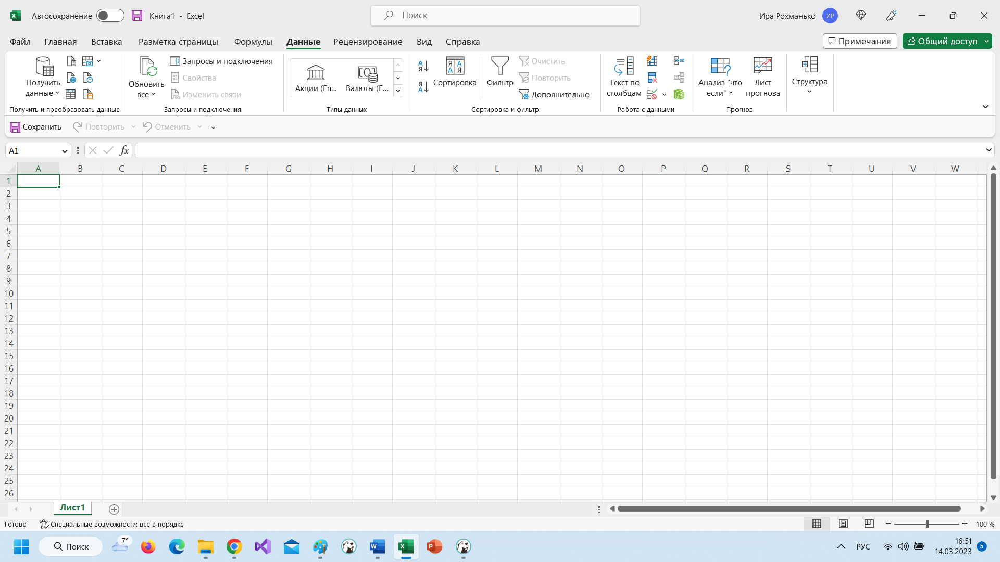 Автосохранение
Книга1 - Excel
Поиск
Ира Рохманько
ИР
Файл
Главная
Вставка
Разметка страницы
Формулы
Данные
Рецензирование
Вид
Справка
Примечания
Общий доступ
Получить
данные
Получить и преобразовать данные
Обновить
все
Запросы и подключения
Свойства
Изменить связи
Запросы и подключения
Акции (En...
Валюты (E...
Типы данных
Сортировка
Фильтр
Очистить
Повторить
Дополнительно
Сортировка и фильтр
Текст по
столбцам
Работа с данными
Анализ "что
если"
Лист
прогноза
Прогноз
Структура
Сохранить
Повторить
Отменить
A1
fx
A B C D E F G H I J K L M N O P Q R S T U V W
1
2
3
4
5
6
7
8
9
10
11
12
13
14
15
16
17
18
19
20
21
22
23
24
25
26
Лист1
Готово
Специальные возможности: все в порядке
100 %
Поиск
7°
РУС
16:51
14.03.2023
5